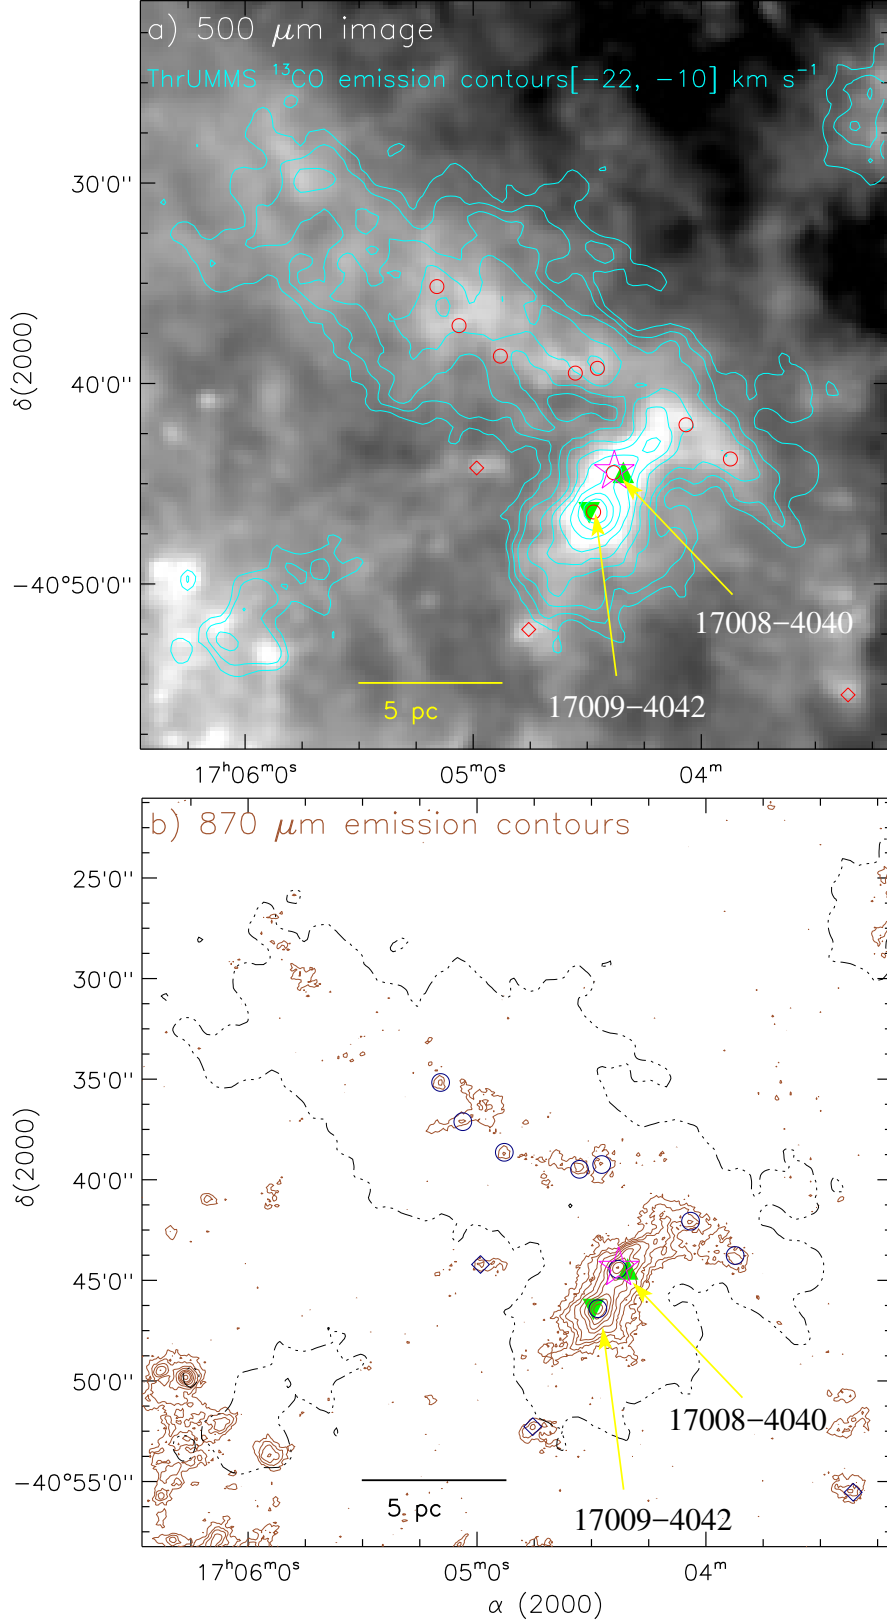 a) 500 μm image
ThrUMMS ¹³CO emission contours[−22, −10] km s⁻¹
30'0''
δ(2000)
40'0''
−40°50'0''
17008−4040
17009−4042
5 pc
17ʰ06ᵐ0ˢ
05ᵐ0ˢ
04ᵐ
b) 870 μm emission contours
25'0''
30'0''
35'0''
δ(2000)
40'0''
45'0''
50'0''
17008−4040
−40°55'0''
5 pc
17009−4042
17ʰ06ᵐ0ˢ
05ᵐ0ˢ
04ᵐ
α (2000)